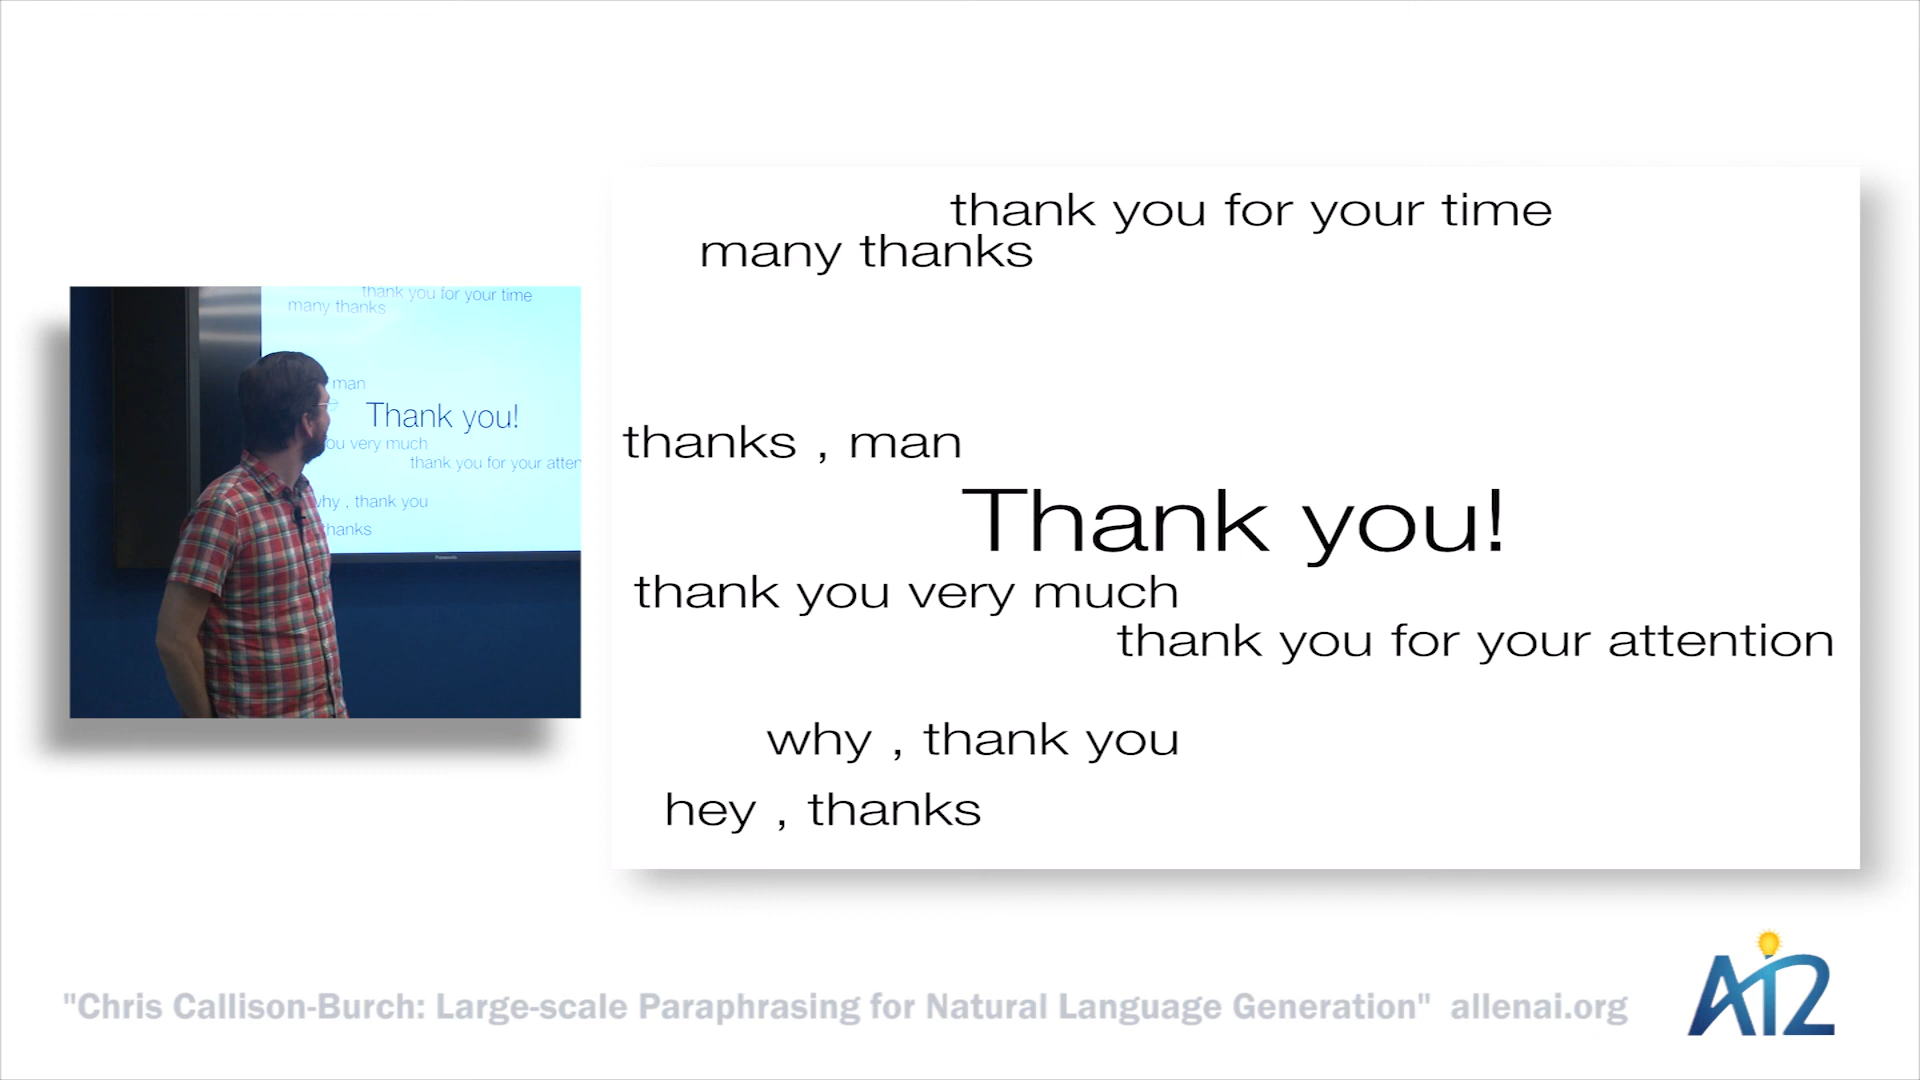 thank you for your time
many thanks
thanks , man
Thank you!
thank you very much
thank you for your attention
why , thank you
hey , thanks
thank you for your time
many thanks
man
Thank you!
ou very much
thank you for your atten
why , thank you
thanks
Panasonic
"Chris Callison-Burch: Large-scale Paraphrasing for Natural Language Generation" allenai.org
AI2